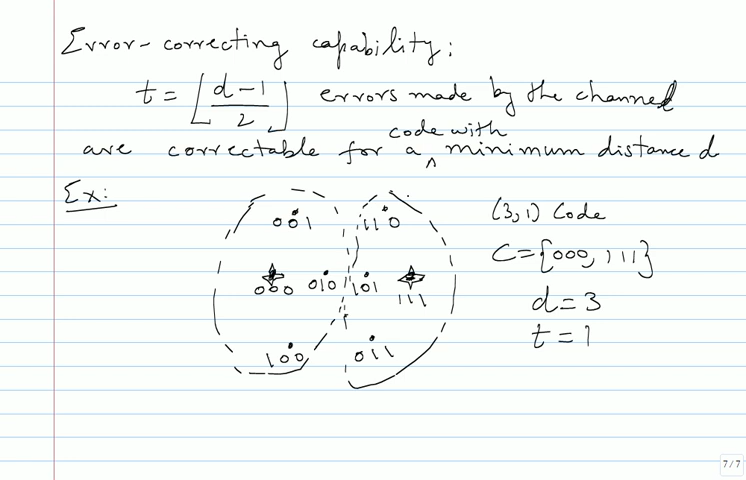 Error-correcting capability:
t = ⌊(d-1)/2⌋ errors made by the channel
are correctable for a code with minimum distance d
Ex:
001 110 (3,1) Code
000 010 101 111 C = {000, 111}
d = 3
100 011 t = 1
7/7